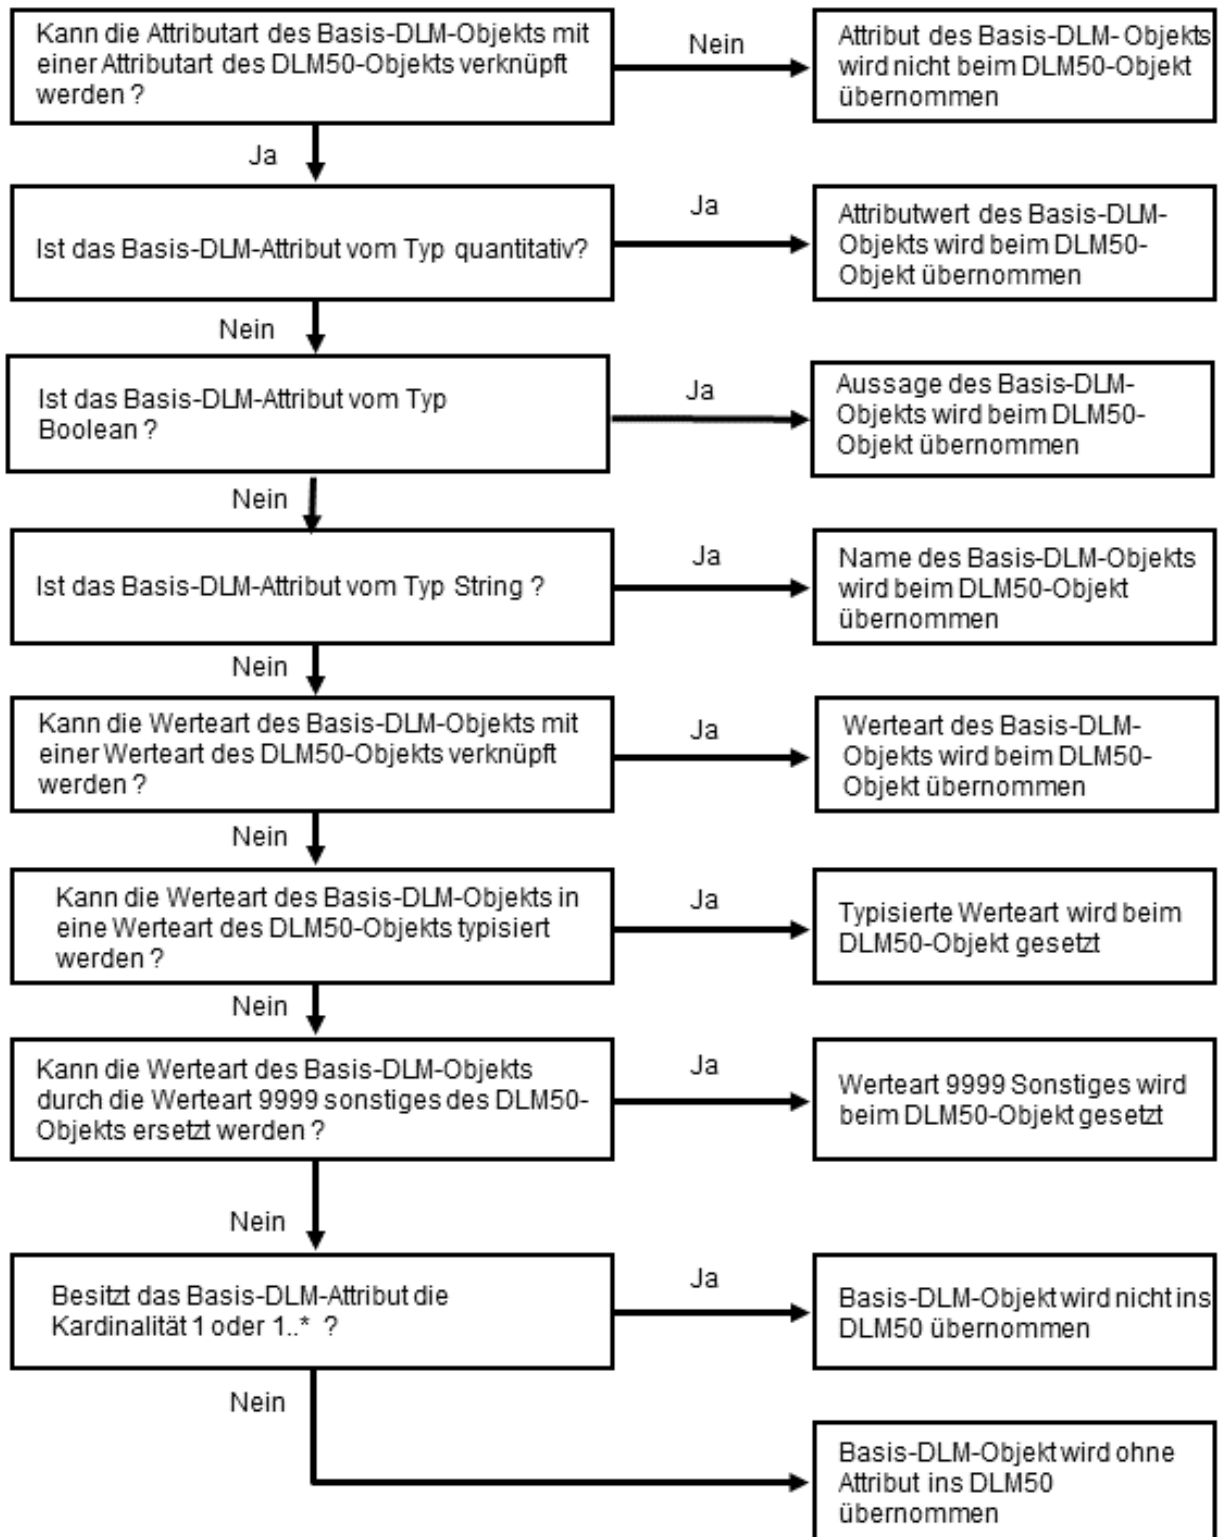 Kann die Attributart des Basis-DLM-Objekts mit
einer Attributart des DLM50-Objekts verknüpft
werden ?
Nein
Attribut des Basis-DLM- Objekts
wird nicht beim DLM50-Objekt
übernommen
Ja
Ist das Basis-DLM-Attribut vom Typ quantitativ?
Ja
Attributwert des Basis-DLM-
Objekts wird beim DLM50-
Objekt übernommen
Nein
Ist das Basis-DLM-Attribut vom Typ
Boolean ?
Ja
Aussage des Basis-DLM-
Objekts wird beim DLM50-
Objekt übernommen
Nein
Ist das Basis-DLM-Attribut vom Typ String ?
Ja
Name des Basis-DLM-Objekts
wird beim DLM50-Objekt
übernommen
Nein
Kann die Werteart des Basis-DLM-Objekts mit
einer Werteart des DLM50-Objekts verknüpft
werden ?
Ja
Werteart des Basis-DLM-
Objekts wird beim DLM50-
Objekt übernommen
Nein
Kann die Werteart des Basis-DLM-Objekts in
eine Werteart des DLM50-Objekts typisiert
werden ?
Ja
Typisierte Werteart wird beim
DLM50-Objekt gesetzt
Nein
Kann die Werteart des Basis-DLM-Objekts
durch die Werteart 9999 sonstiges des DLM50-
Objekts ersetzt werden ?
Ja
Werteart 9999 Sonstiges wird
beim DLM50-Objekt gesetzt
Nein
Besitzt das Basis-DLM-Attribut die
Kardinalität 1 oder 1..* ?
Ja
Basis-DLM-Objekt wird nicht ins
DLM50 übernommen
Nein
Basis-DLM-Objekt wird ohne
Attribut ins DLM50
übernommen